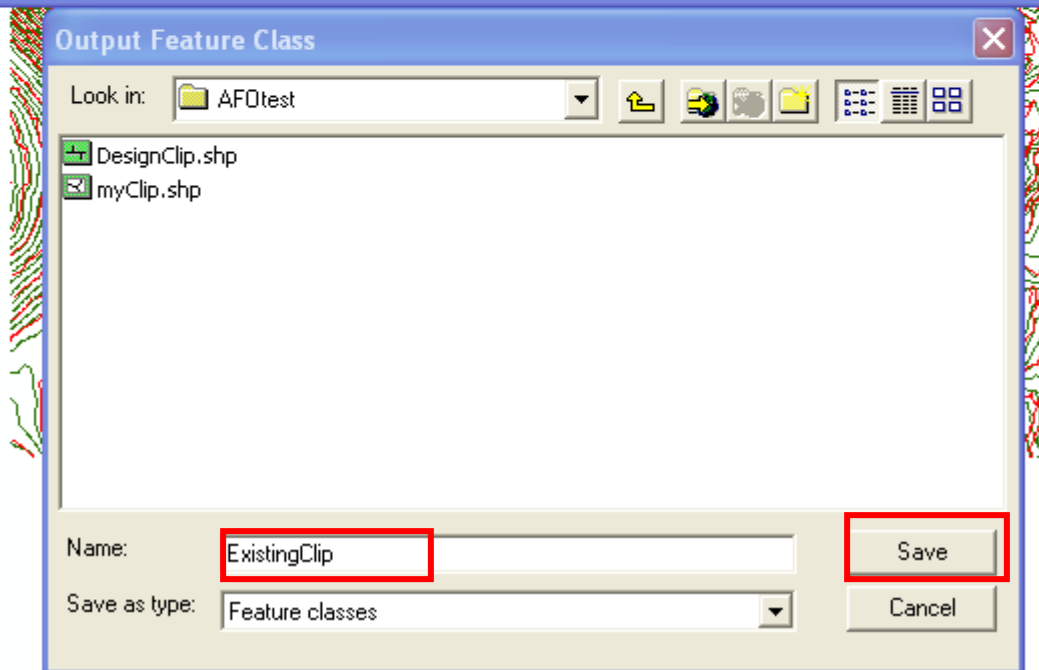 Output Feature Class
Look in: AFOtest
DesignClip.shp
myClip.shp
Name: ExistingClip Save
Save as type: Feature classes Cancel